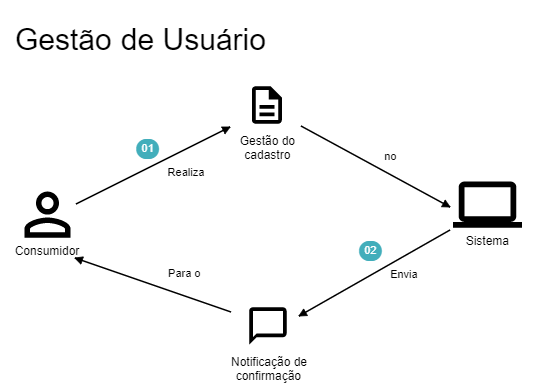 Gestão de Usuário
Gestão do
cadastro
01
no
Realiza
Consumidor
Sistema
02
Para o
Envia
Notificação de
confirmação